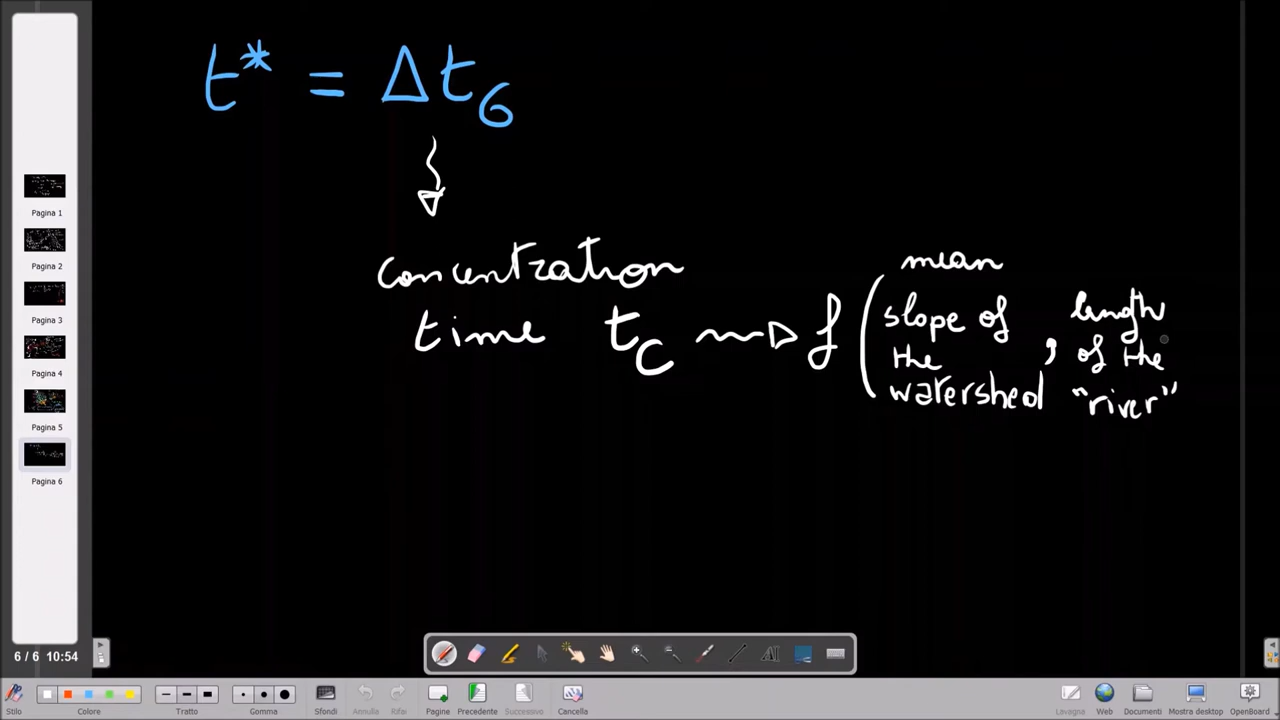 t* = Δt6
concentration
time tc ⇝ f ( mean slope of the watershed , length of the "river"
Pagina 1
Pagina 2
Pagina 3
Pagina 4
Pagina 5
Pagina 6
6 / 6 10:54
Stilo
Colore
Tratto
Gomma
Sfondi
Annulla
Rifai
Pagine
Precedente
Successivo
Cancella
Lavagna
Web
Documenti
Mostra desktop
OpenBoard